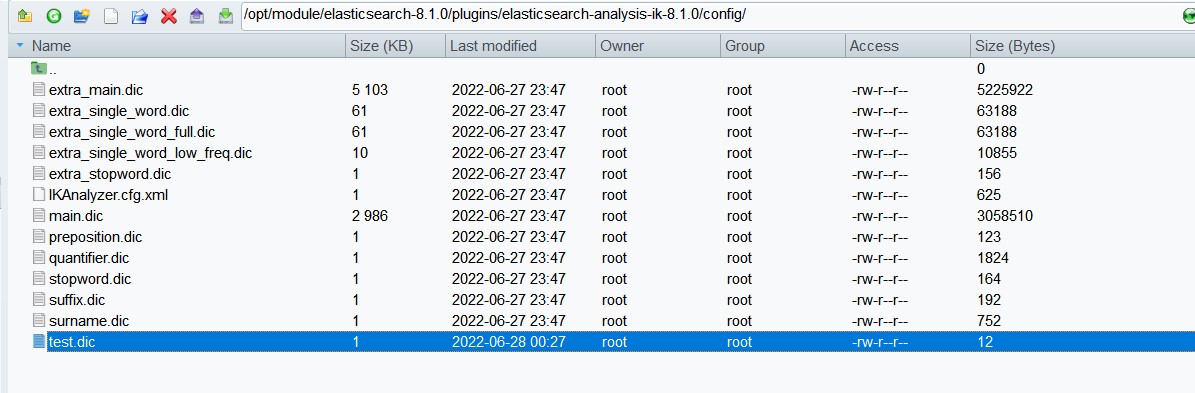 /opt/module/elasticsearch-8.1.0/plugins/elasticsearch-analysis-ik-8.1.0/config/
Name Size (KB) Last modified Owner Group Access Size (Bytes)
.. 0
extra_main.dic 5 103 2022-06-27 23:47 root root -rw-r--r-- 5225922
extra_single_word.dic 61 2022-06-27 23:47 root root -rw-r--r-- 63188
extra_single_word_full.dic 61 2022-06-27 23:47 root root -rw-r--r-- 63188
extra_single_word_low_freq.dic 10 2022-06-27 23:47 root root -rw-r--r-- 10855
extra_stopword.dic 1 2022-06-27 23:47 root root -rw-r--r-- 156
IKAnalyzer.cfg.xml 1 2022-06-27 23:47 root root -rw-r--r-- 625
main.dic 2 986 2022-06-27 23:47 root root -rw-r--r-- 3058510
preposition.dic 1 2022-06-27 23:47 root root -rw-r--r-- 123
quantifier.dic 1 2022-06-27 23:47 root root -rw-r--r-- 1824
stopword.dic 1 2022-06-27 23:47 root root -rw-r--r-- 164
suffix.dic 1 2022-06-27 23:47 root root -rw-r--r-- 192
surname.dic 1 2022-06-27 23:47 root root -rw-r--r-- 752
test.dic 1 2022-06-28 00:27 root root -rw-r--r-- 12